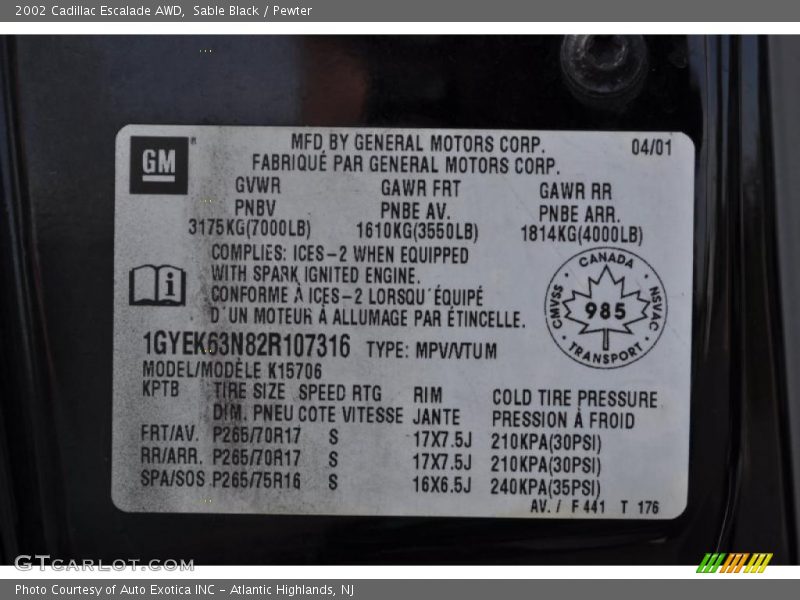 2002 Cadillac Escalade AWD, Sable Black / Pewter
GM
MFD BY GENERAL MOTORS CORP. 04/01
FABRIQUÉ PAR GENERAL MOTORS CORP.
GVWR GAWR FRT GAWR RR
PNBV PNBE AV. PNBE ARR.
3175KG(7000LB) 1610KG(3550LB) 1814KG(4000LB)
COMPLIES: ICES-2 WHEN EQUIPPED
WITH SPARK IGNITED ENGINE.
CONFORME À ICES-2 LORSQU'ÉQUIPÉ
D'UN MOTEUR À ALLUMAGE PAR ÉTINCELLE.
CANADA
CMVSS 985 NSVAC
TRANSPORT
1GYEK63N82R107316 TYPE: MPV/VTUM
MODEL/MODÈLE K15706
KPTB TIRE SIZE SPEED RTG RIM COLD TIRE PRESSURE
DIM. PNEU COTE VITESSE JANTE PRESSION À FROID
FRT/AV. P265/70R17 S 17X7.5J 210KPA(30PSI)
RR/ARR. P265/70R17 S 17X7.5J 210KPA(30PSI)
SPA/SOS P265/75R16 S 16X6.5J 240KPA(35PSI)
AV. / F 441 T 176
GTCARLOT.COM
Photo Courtesy of Auto Exotica INC - Atlantic Highlands, NJ